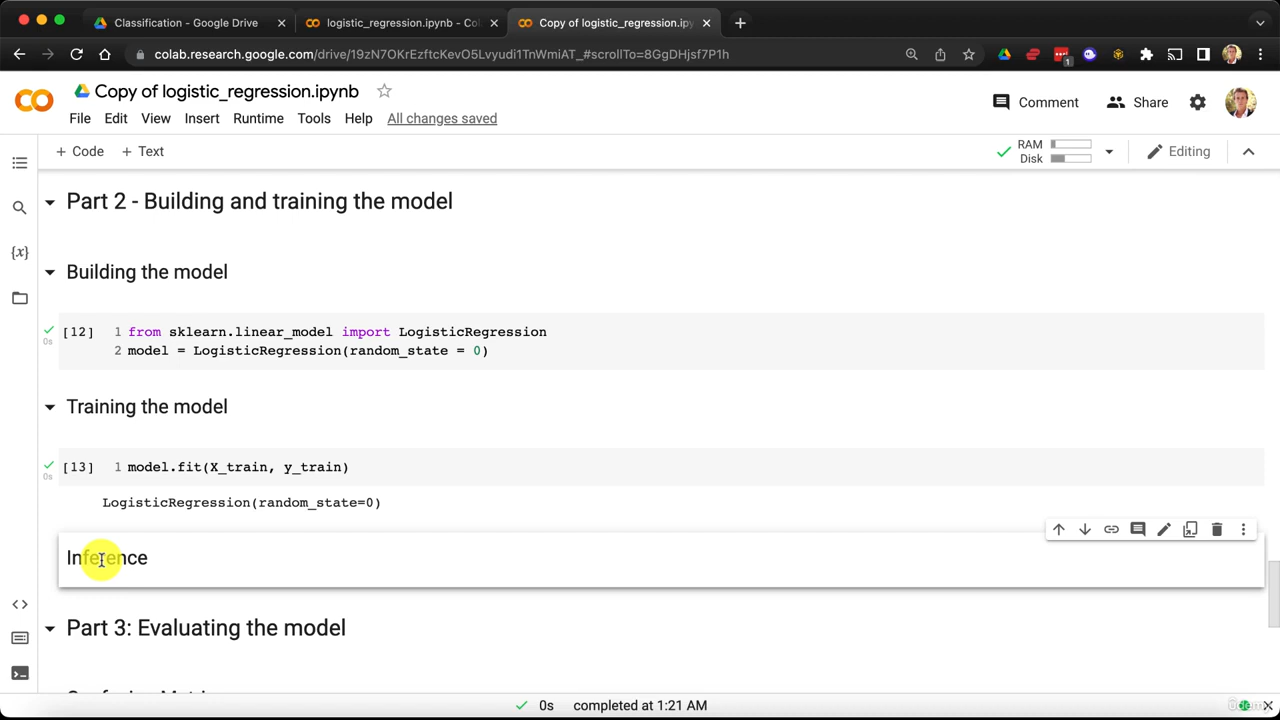 Classification - Google Drive
logistic_regression.ipynb - Co
Copy of logistic_regression.ipy
colab.research.google.com/drive/19zN7OKrEzftcKevO5Lvyudi1TnWmiAT_#scrollTo=8GgDHjsf7P1h
1
CO
Copy of logistic_regression.ipynb
Comment
Share
File Edit View Insert Runtime Tools Help All changes saved
+ Code + Text
RAM
Disk
Editing
Part 2 - Building and training the model
{x}
Building the model
[12] 1 from sklearn.linear_model import LogisticRegression
0s 2 model = LogisticRegression(random_state = 0)
Training the model
[13] 1 model.fit(X_train, y_train)
0s
LogisticRegression(random_state=0)
Inference
Part 3: Evaluating the model
0s completed at 1:21 AM